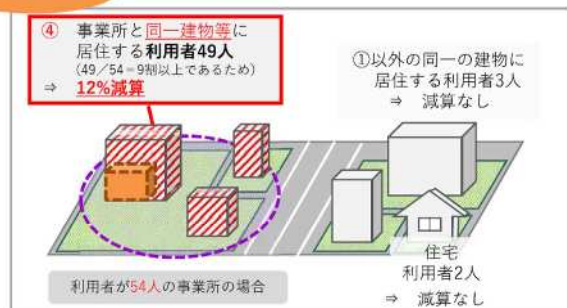 ④ 事業所と同一建物等に
居住する利用者49人
(49/54=9割以上であるため)
⇒ 12%減算
①以外の同一の建物に
居住する利用者3人
⇒ 減算なし
住宅
利用者2人
⇒ 減算なし
利用者が54人の事業所の場合